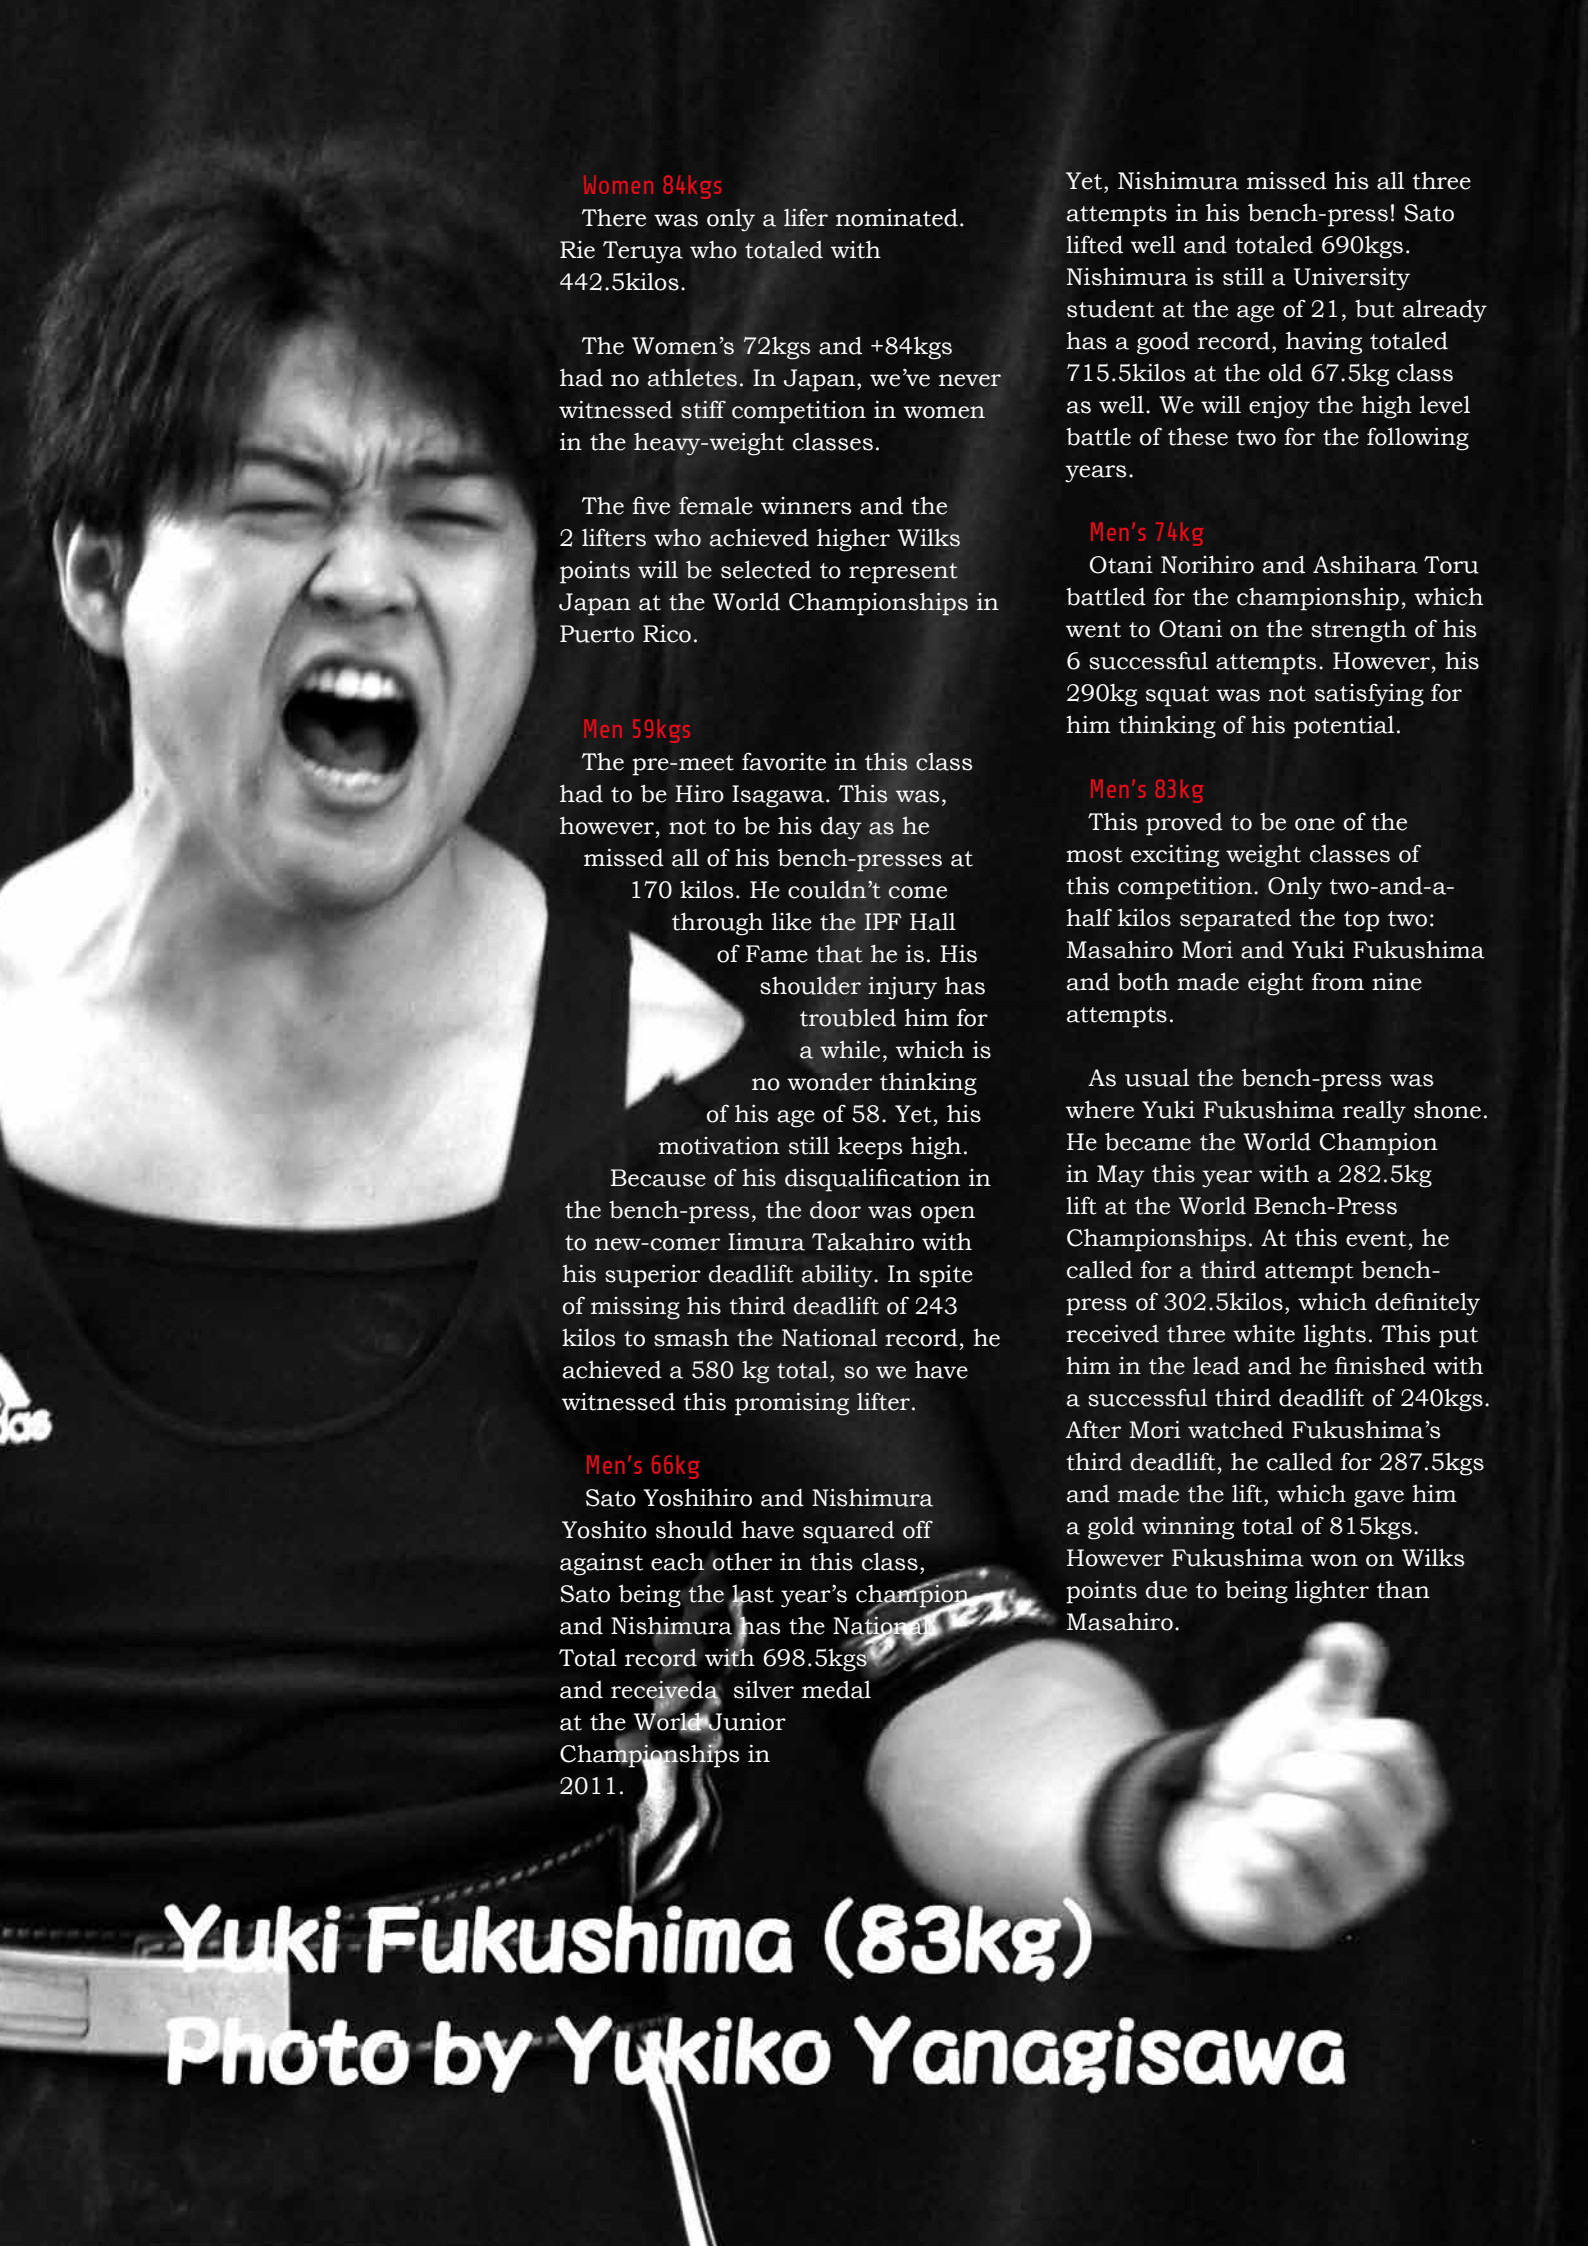 Women 84kgs
There was only a lifer nominated.
Rie Teruya who totaled with
442.5kilos.
The Women's 72kgs and +84kgs
had no athletes. In Japan, we've never
witnessed stiff competition in women
in the heavy-weight classes.
The five female winners and the
2 lifters who achieved higher Wilks
points will be selected to represent
Japan at the World Championships in
Puerto Rico.
Men 59kgs
The pre-meet favorite in this class
had to be Hiro Isagawa. This was,
however, not to be his day as he
missed all of his bench-presses at
170 kilos. He couldn't come
through like the IPF Hall
of Fame that he is. His
shoulder injury has
troubled him for
a while, which is
no wonder thinking
of his age of 58. Yet, his
motivation still keeps high.
Because of his disqualification in
the bench-press, the door was open
to new-comer Iimura Takahiro with
his superior deadlift ability. In spite
of missing his third deadlift of 243
kilos to smash the National record, he
achieved a 580 kg total, so we have
witnessed this promising lifter.
Men's 66kg
Sato Yoshihiro and Nishimura
Yoshito should have squared off
against each other in this class,
Sato being the last year's champion
and Nishimura has the National
Total record with 698.5kgs
and receiveda  silver medal
at the World Junior
Championships in
2011.
Yet, Nishimura missed his all three
attempts in his bench-press! Sato
lifted well and totaled 690kgs.
Nishimura is still a University
student at the age of 21, but already
has a good record, having totaled
715.5kilos at the old 67.5kg class
as well. We will enjoy the high level
battle of these two for the following
years.
Men's 74kg
Otani Norihiro and Ashihara Toru
battled for the championship, which
went to Otani on the strength of his
6 successful attempts. However, his
290kg squat was not satisfying for
him thinking of his potential.
Men's 83kg
This proved to be one of the
most exciting weight classes of
this competition. Only two-and-a-
half kilos separated the top two:
Masahiro Mori and Yuki Fukushima
and both made eight from nine
attempts.
As usual the bench-press was
where Yuki Fukushima really shone.
He became the World Champion
in May this year with a 282.5kg
lift at the World Bench-Press
Championships. At this event, he
called for a third attempt bench-
press of 302.5kilos, which definitely
received three white lights. This put
him in the lead and he finished with
a successful third deadlift of 240kgs.
After Mori watched Fukushima's
third deadlift, he called for 287.5kgs
and made the lift, which gave him
a gold winning total of 815kgs.
However Fukushima won on Wilks
points due to being lighter than
Masahiro.
Yuki Fukushima (83kg)
Photo by Yukiko Yanagisawa